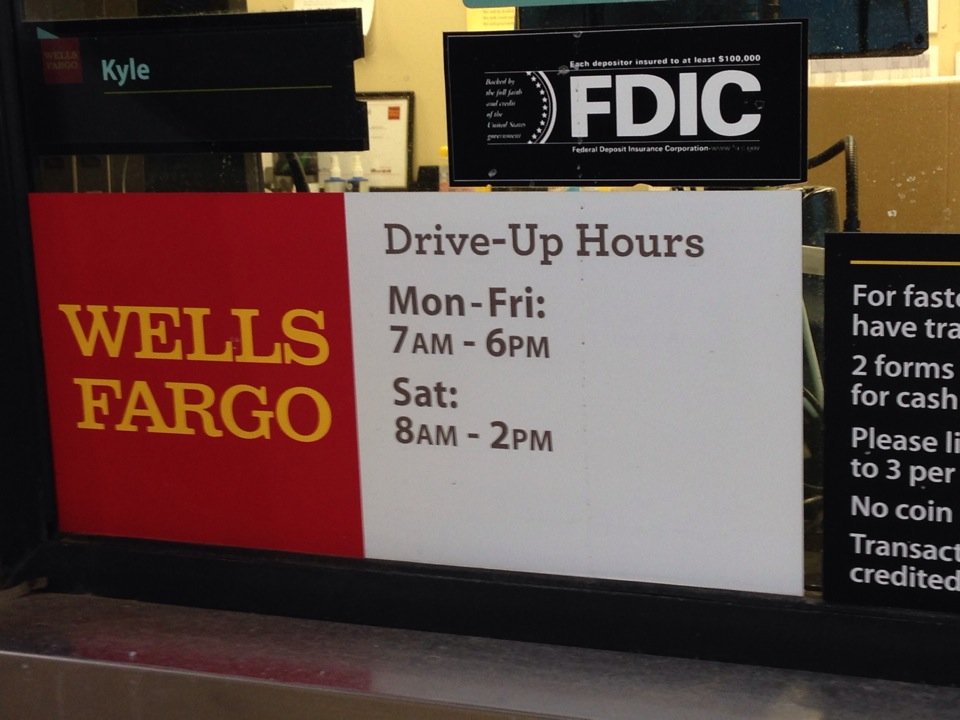 WELLS
FARGO
Kyle
Each depositor insured to at least $100,000
Backed by
the full faith
and credit
of the
United States
government
FDIC
Federal Deposit Insurance Corporation
WELLS
FARGO
Drive-Up Hours
Mon-Fri:
7AM - 6PM
Sat:
8AM - 2PM
For faste
have tra
2 forms
for cash
Please li
to 3 per
No coin
Transact
credited